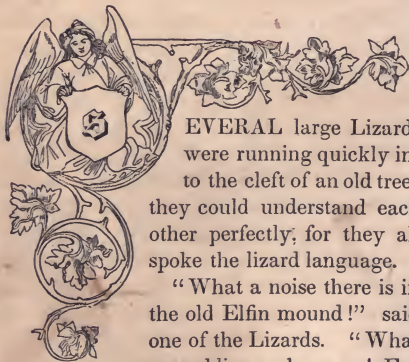 S
EVERAL large Lizard
were running quickly in
to the cleft of an old tree
they could understand eac
other perfectly; for they al
spoke the lizard language.
"What a noise there is i
the old Elfin mound!" said
one of the Lizards. "Wha